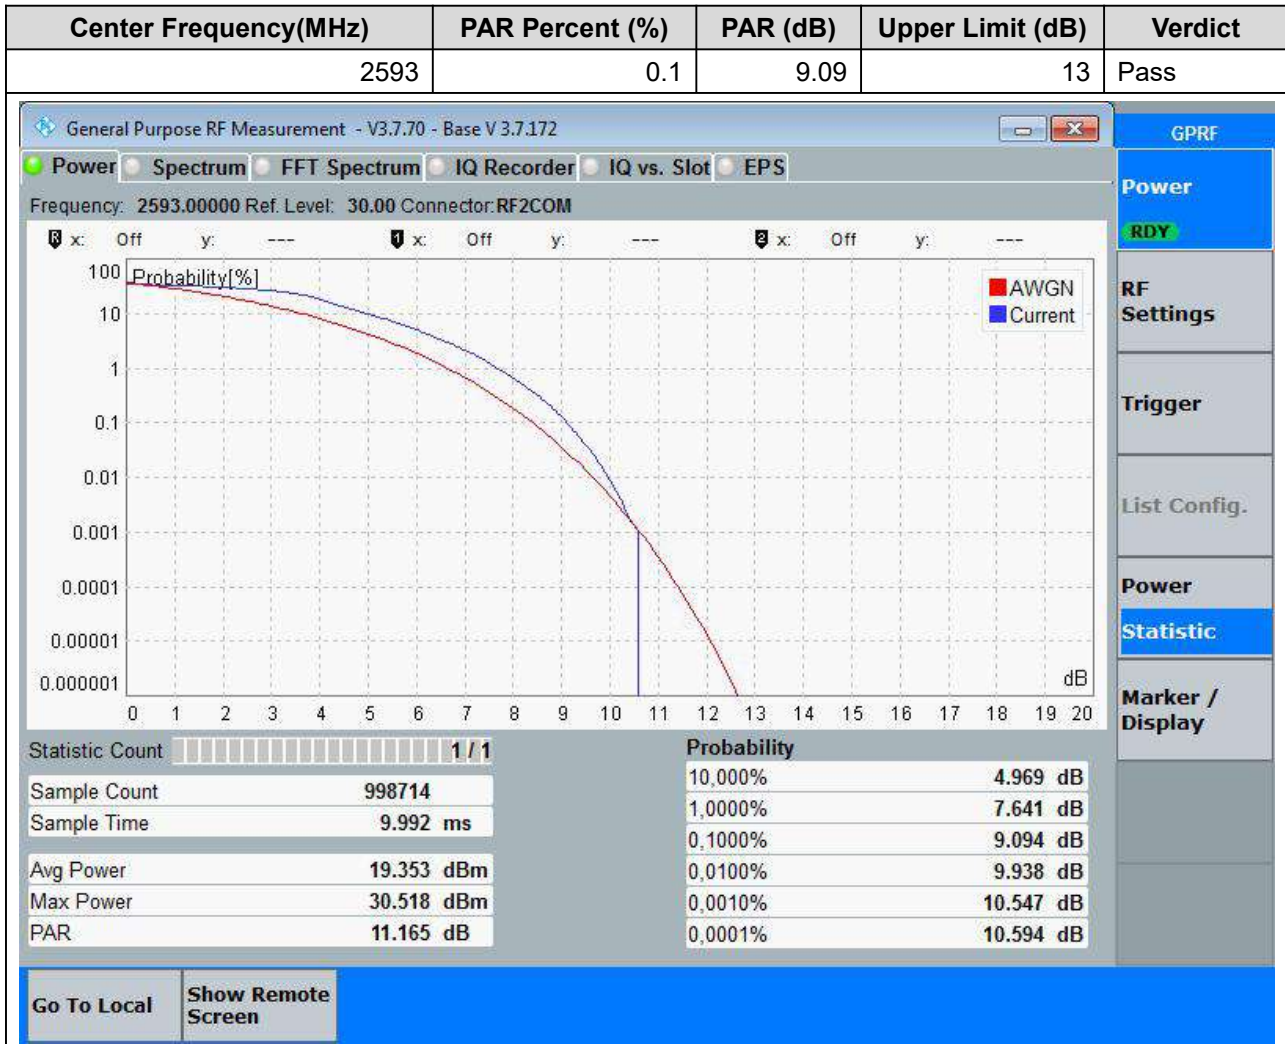 Center Frequency(MHz) PAR Percent (%) PAR (dB) Upper Limit (dB) Verdict
2593 0.1 9.09 13 Pass
General Purpose RF Measurement - V3.7.70 - Base V 3.7.172
GPRF
Power Spectrum FFT Spectrum IQ Recorder IQ vs. Slot EPS
Frequency: 2593.00000 Ref. Level: 30.00 Connector:RF2COM
R x: Off y: --- 1 x: Off y: --- 2 x: Off y: ---
Probability[%]
100
10
1
0.1
0.01
0.001
0.0001
0.00001
0.000001
AWGN
Current
dB
0 1 2 3 4 5 6 7 8 9 10 11 12 13 14 15 16 17 18 19 20
Statistic Count 1 / 1
Sample Count 998714
Sample Time 9.992 ms
Avg Power 19.353 dBm
Max Power 30.518 dBm
PAR 11.165 dB
Probability
10,000% 4.969 dB
1,0000% 7.641 dB
0,1000% 9.094 dB
0,0100% 9.938 dB
0,0010% 10.547 dB
0,0001% 10.594 dB
Power
RDY
RF
Settings
Trigger
List Config.
Power
Statistic
Marker /
Display
Go To Local
Show Remote
Screen